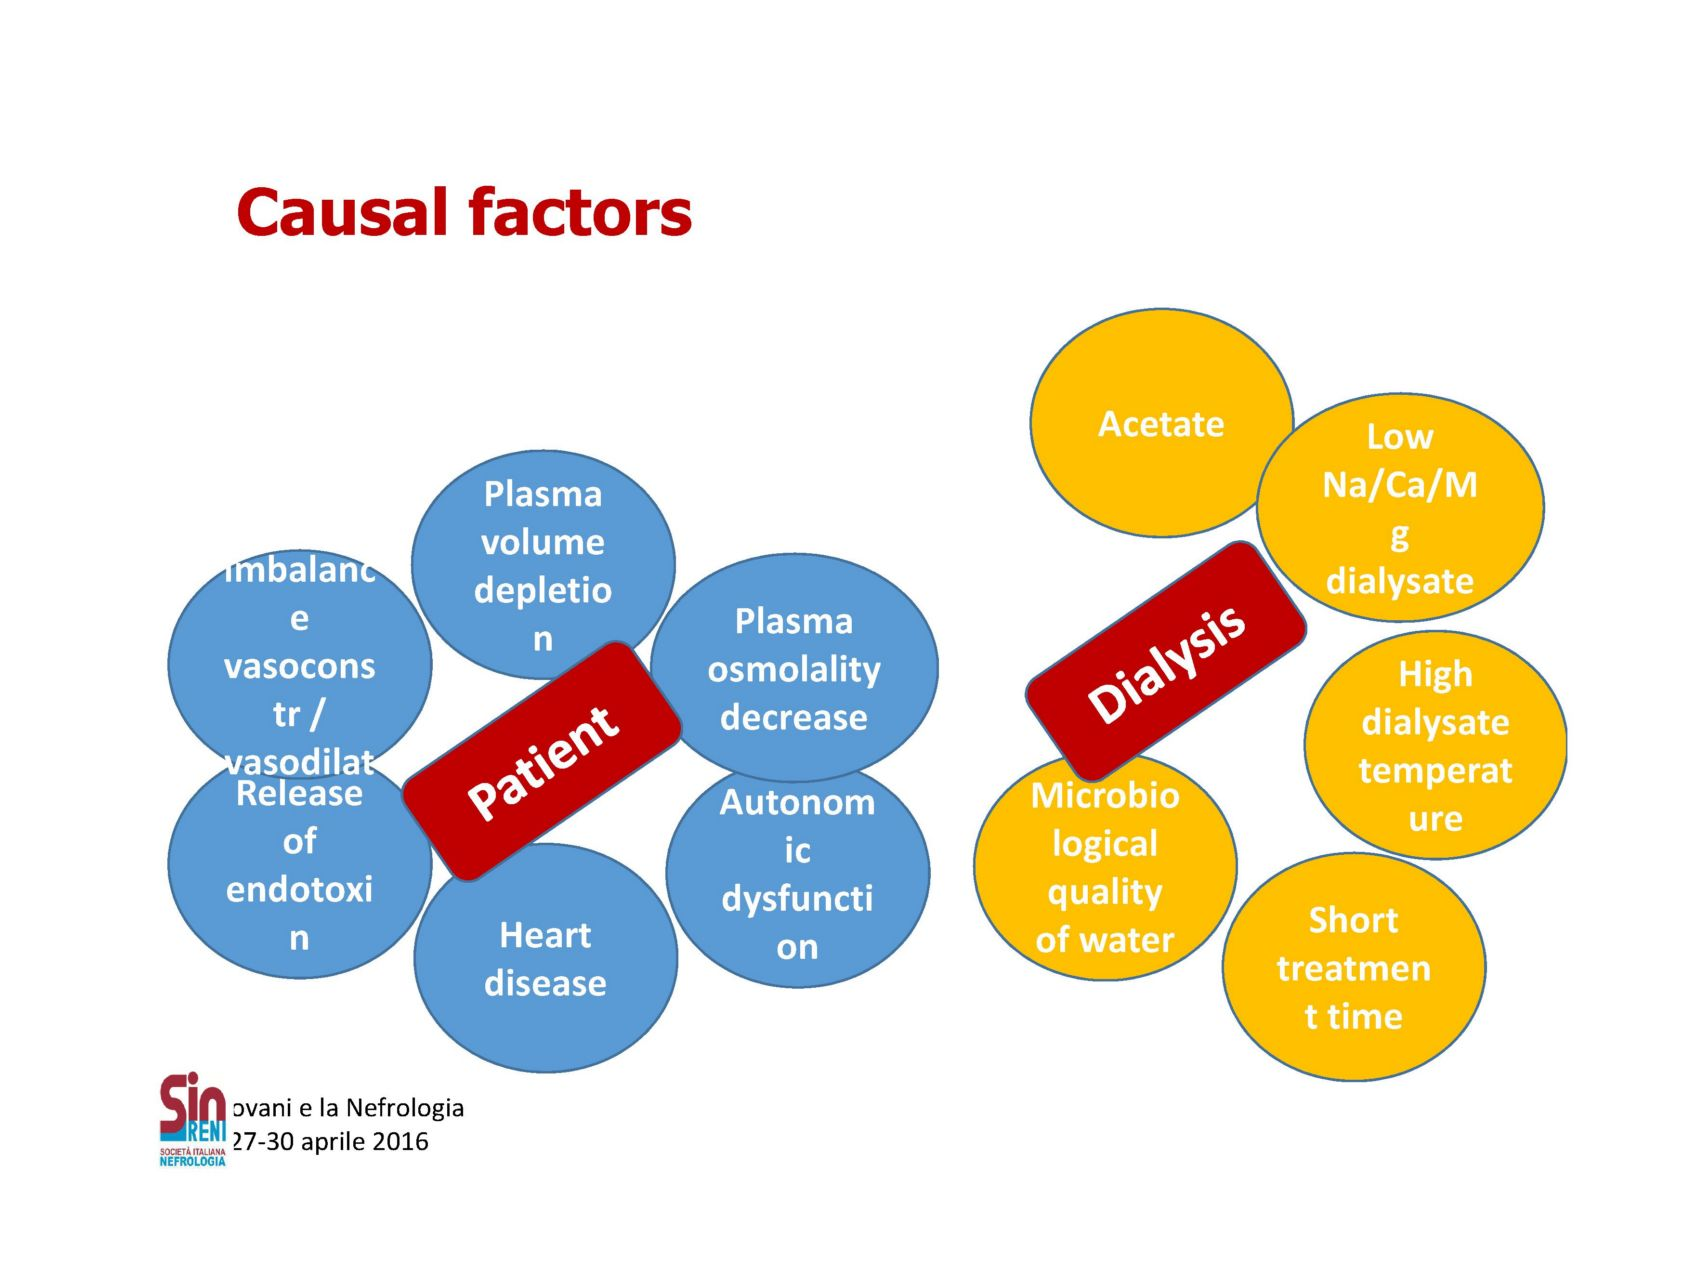 Causal factors
Acetate
Low
Na/Ca/M
g
dialysate
Plasma
volume
depletio
n
imbalanc
e
vasocons
tr /
vasodilat
Plasma
osmolality
decrease
Dialysis
High
dialysate
temperat
ure
Patient
Release
of
endotoxi
n
Autonom
ic
dysfuncti
on
Heart
disease
Microbio
logical
quality
of water
Short
treatmen
t time
Sin
RENI
SOCIETÀ ITALIANA
NEFROLOGIA
ovani e la Nefrologia
27-30 aprile 2016